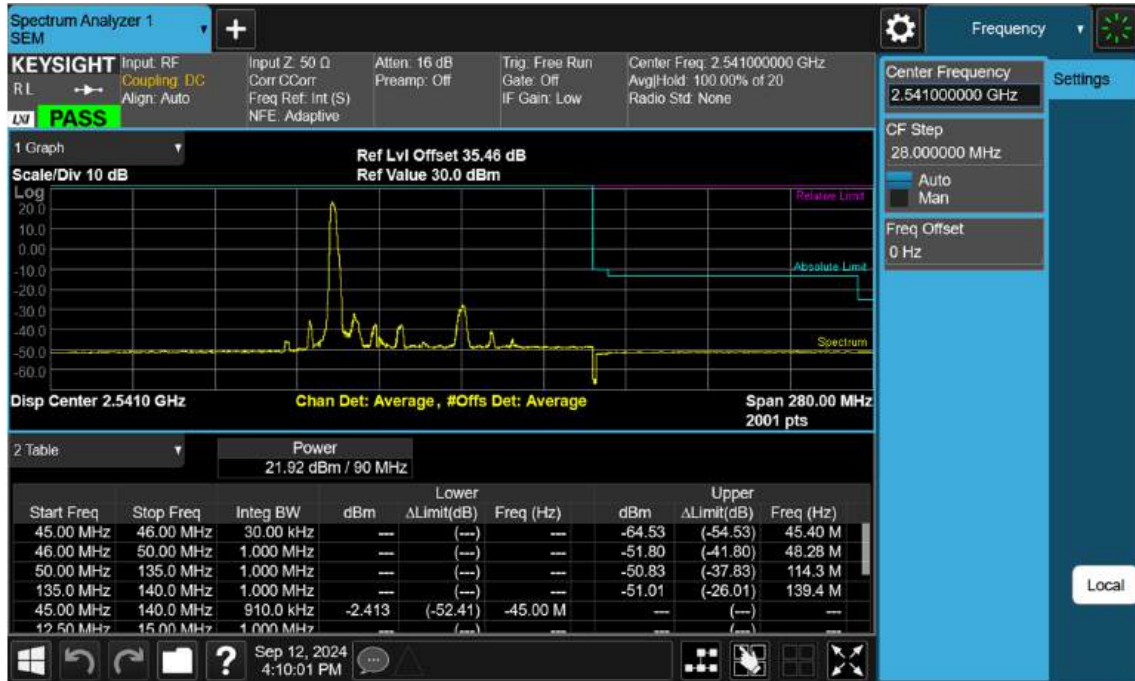 Spectrum Analyzer 1
SEM
Frequency
KEYSIGHT
R L
LXI PASS
Input: RF
Coupling: DC
Align: Auto
Input Z: 50 Ω
Corr CCorr
Freq Ref: Int (S)
NFE: Adaptive
Atten: 16 dB
Preamp: Off
Trig: Free Run
Gate: Off
IF Gain: Low
Center Freq: 2.541000000 GHz
Avg|Hold: 100.00% of 20
Radio Std: None
Center Frequency
2.541000000 GHz
Settings
CF Step
28.000000 MHz
Auto
Man
Freq Offset
0 Hz
Local
1 Graph
Scale/Div 10 dB
Ref Lvl Offset 35.46 dB
Ref Value 30.0 dBm
Log
20.0
10.0
0.00
-10.0
-20.0
-30.0
-40.0
-50.0
-60.0
Relative Limit
Absolute Limit
Spectrum
Disp Center 2.5410 GHz
Chan Det: Average, #Offs Det: Average
Span 280.00 MHz
2001 pts
2 Table
Power
21.92 dBm / 90 MHz
Lower Upper
Start Freq Stop Freq Integ BW dBm ΔLimit(dB) Freq (Hz) dBm ΔLimit(dB) Freq (Hz)
45.00 MHz 46.00 MHz 30.00 kHz --- (---) --- -64.53 (-54.53) 45.40 M
46.00 MHz 50.00 MHz 1.000 MHz --- (---) --- -51.80 (-41.80) 48.28 M
50.00 MHz 135.0 MHz 1.000 MHz --- (---) --- -50.83 (-37.83) 114.3 M
135.0 MHz 140.0 MHz 1.000 MHz --- (---) --- -51.01 (-26.01) 139.4 M
45.00 MHz 140.0 MHz 910.0 kHz -2.413 (-52.41) -45.00 M --- (---) ---
12.50 MHz 15.00 MHz 1.000 MHz --- (---) --- --- (---) ---
Sep 12, 2024
4:10:01 PM